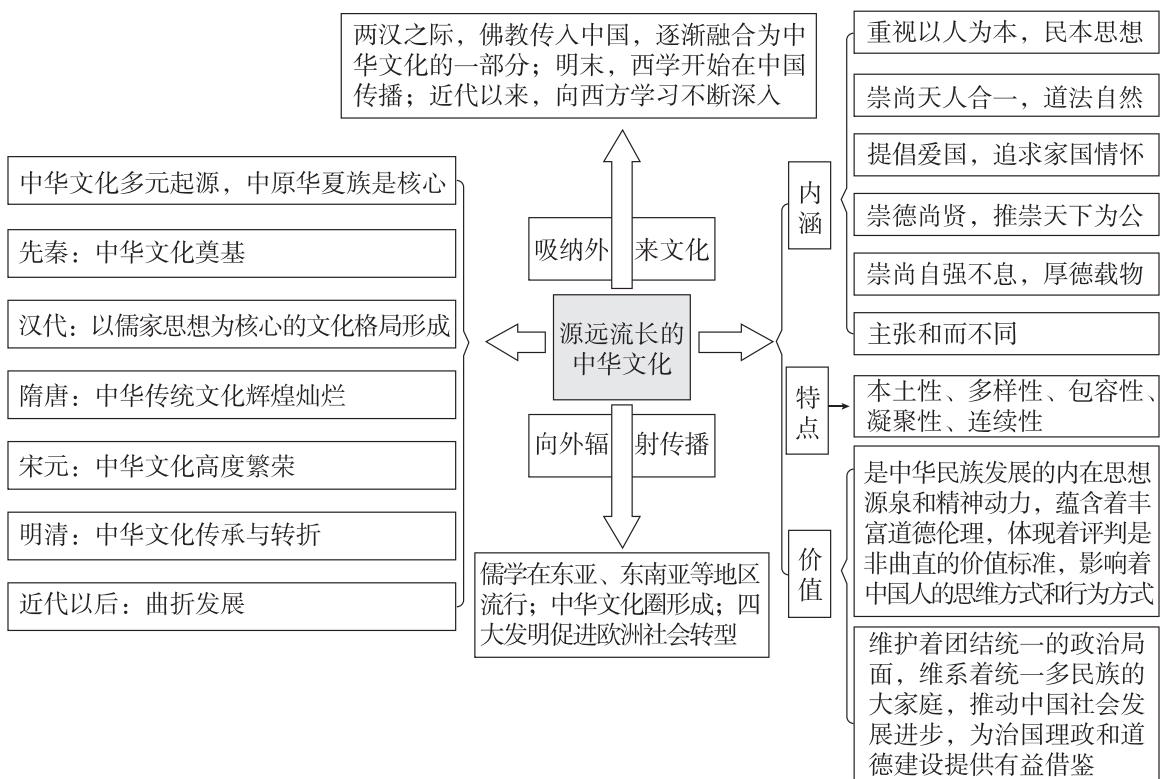 两汉之际，佛教传入中国，逐渐融合为中
华文化的一部分；明末，西学开始在中国
传播；近代以来，向西方学习不断深入
中华文化多元起源，中原华夏族是核心
先秦：中华文化奠基
汉代：以儒家思想为核心的文化格局形成
隋唐：中华传统文化辉煌灿烂
宋元：中华文化高度繁荣
明清：中华文化传承与转折
近代以后：曲折发展
吸纳外来文化
源远流长的
中华文化
向外辐射传播
儒学在东亚、东南亚等地区
流行；中华文化圈形成；四
大发明促进欧洲社会转型
内
涵
重视以人为本，民本思想
崇尚天人合一，道法自然
提倡爱国，追求家国情怀
崇德尚贤，推崇天下为公
崇尚自强不息，厚德载物
主张和而不同
特
点
本土性、多样性、包容性、
凝聚性、连续性
价
值
是中华民族发展的内在思想
源泉和精神动力，蕴含着丰
富道德伦理，体现着评判是
非曲直的价值标准，影响着
中国人的思维方式和行为方式
维护着团结统一的政治局
面，维系着统一多民族的
大家庭，推动中国社会发
展进步，为治国理政和道
德建设提供有益借鉴